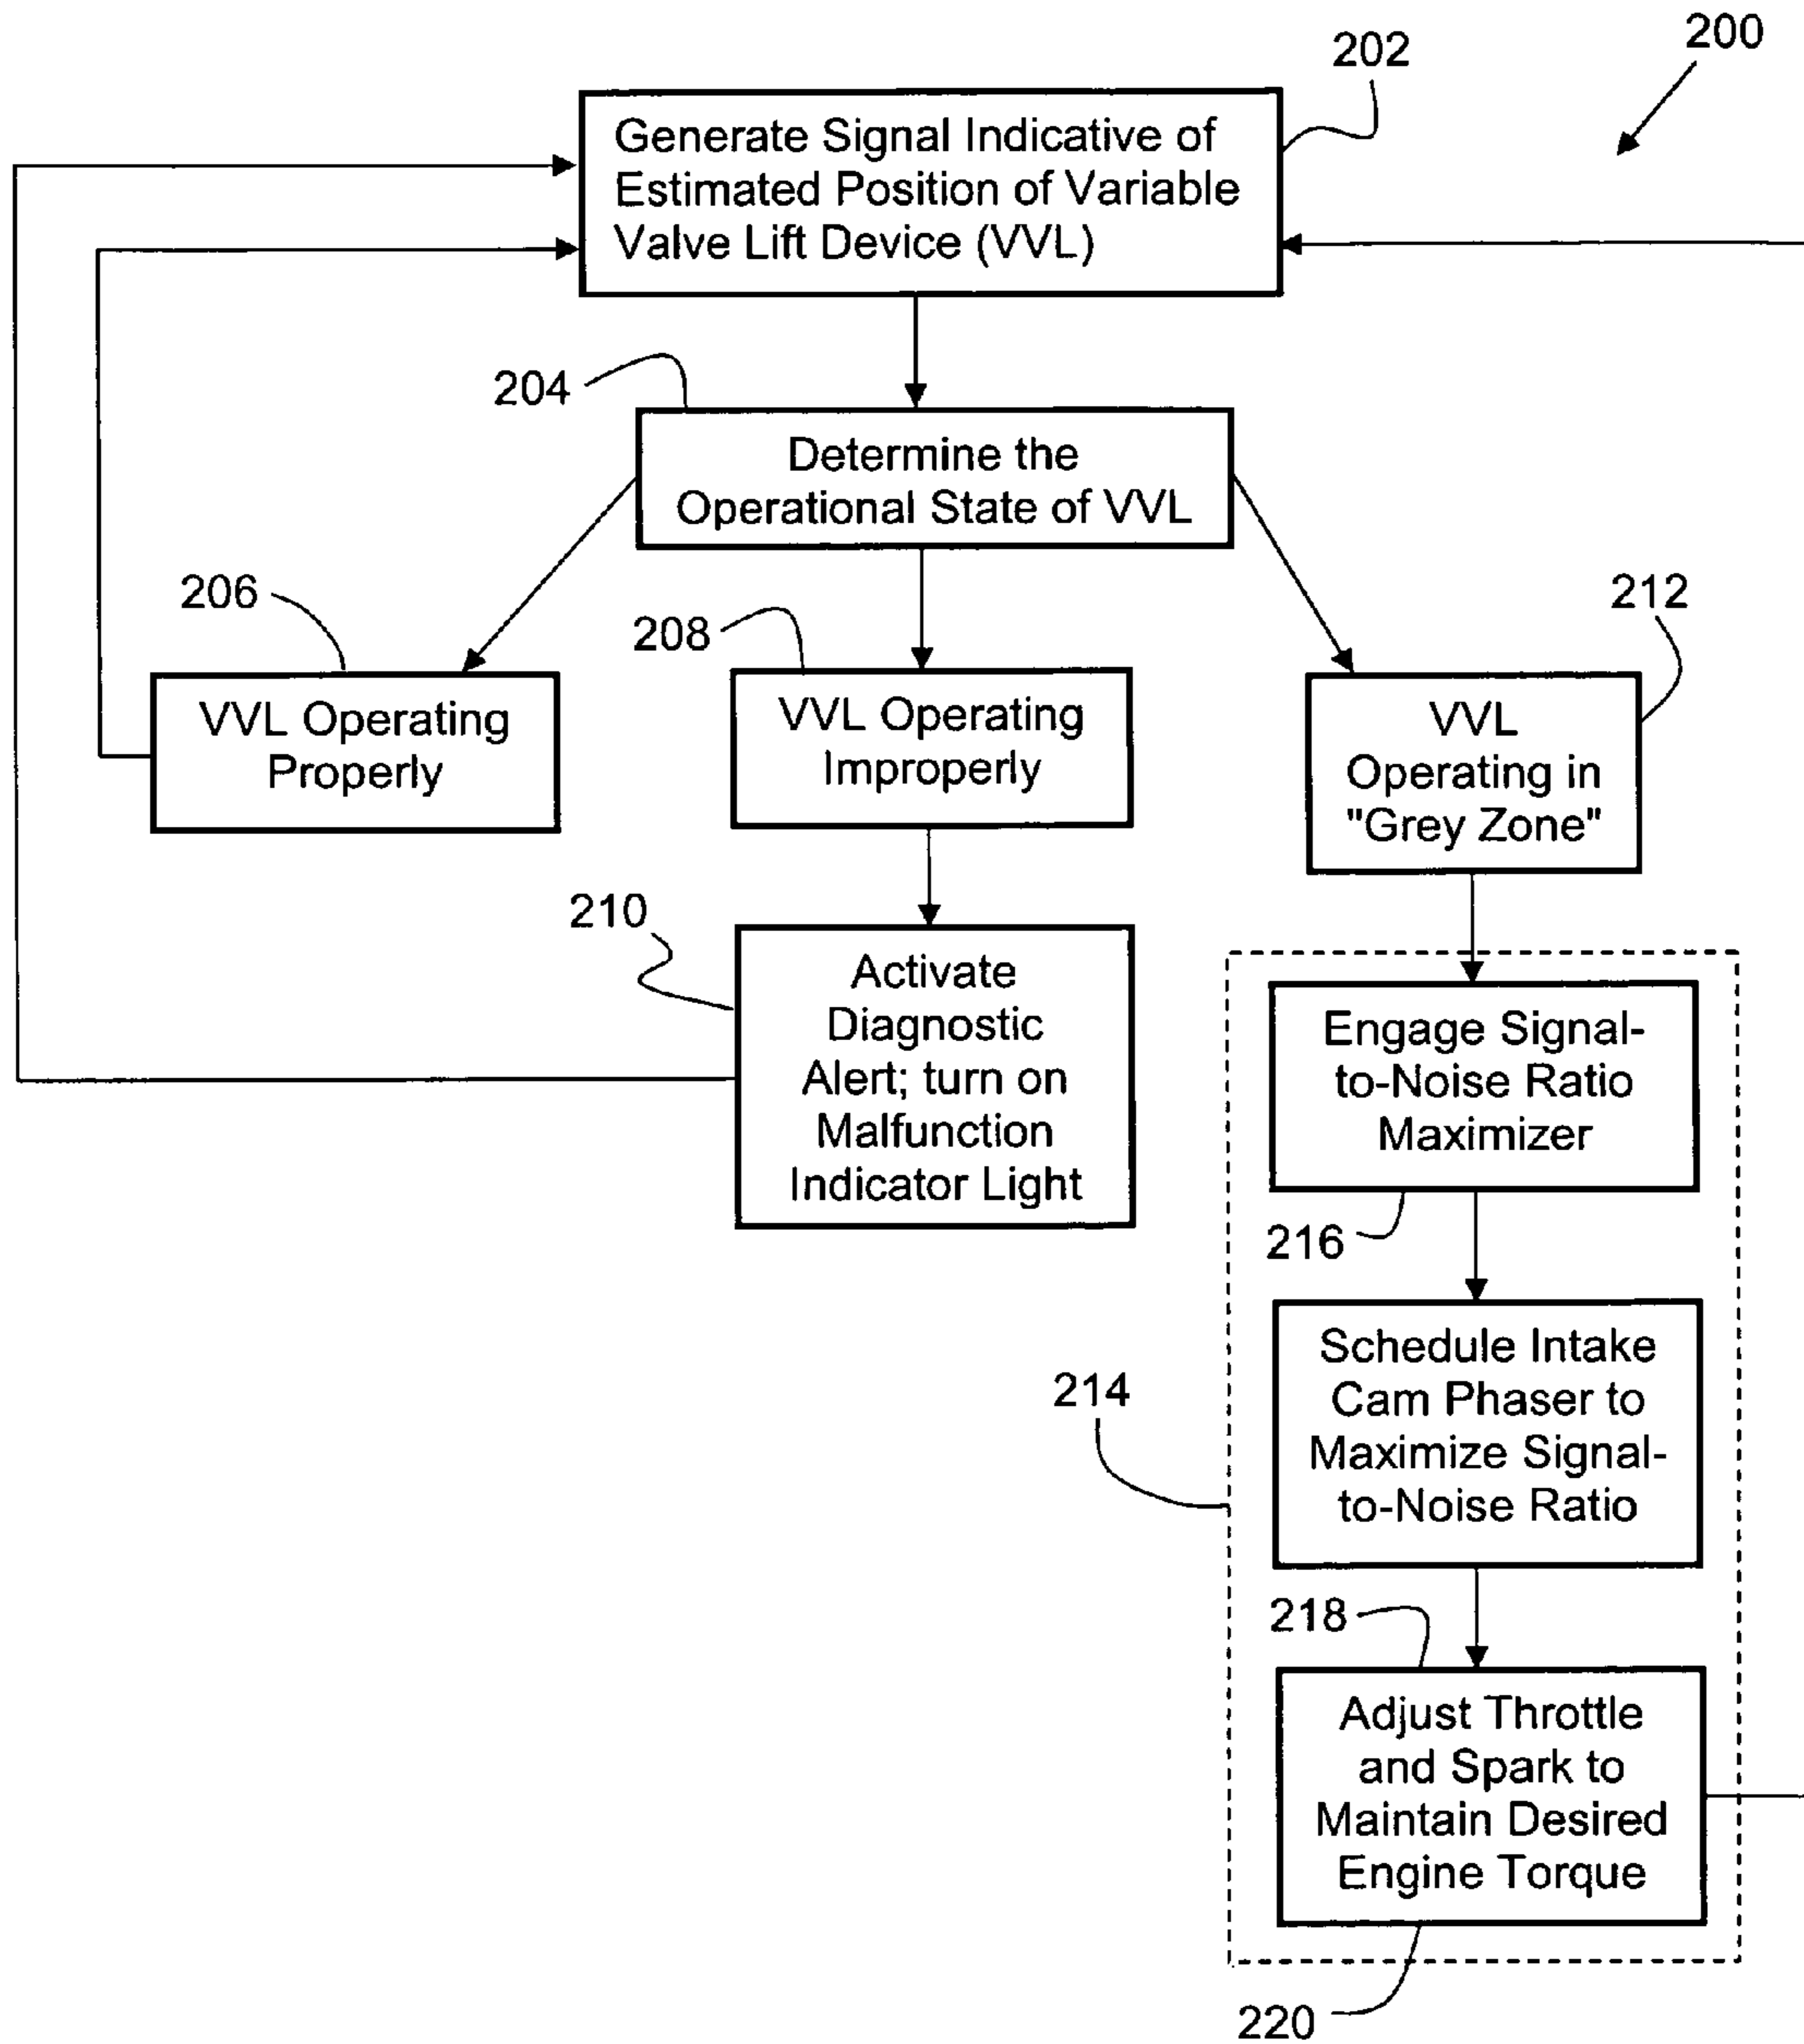 200
202
Generate Signal Indicative of
Estimated Position of Variable
Valve Lift Device (VVL)
204
Determine the
Operational State of VVL
206
VVL Operating
Properly
208
VVL Operating
Improperly
212
VVL
Operating in
"Grey Zone"
210
Activate
Diagnostic
Alert; turn on
Malfunction
Indicator Light
Engage Signal-
to-Noise Ratio
Maximizer
216
214
Schedule Intake
Cam Phaser to
Maximize Signal-
to-Noise Ratio
218
Adjust Throttle
and Spark to
Maintain Desired
Engine Torque
220